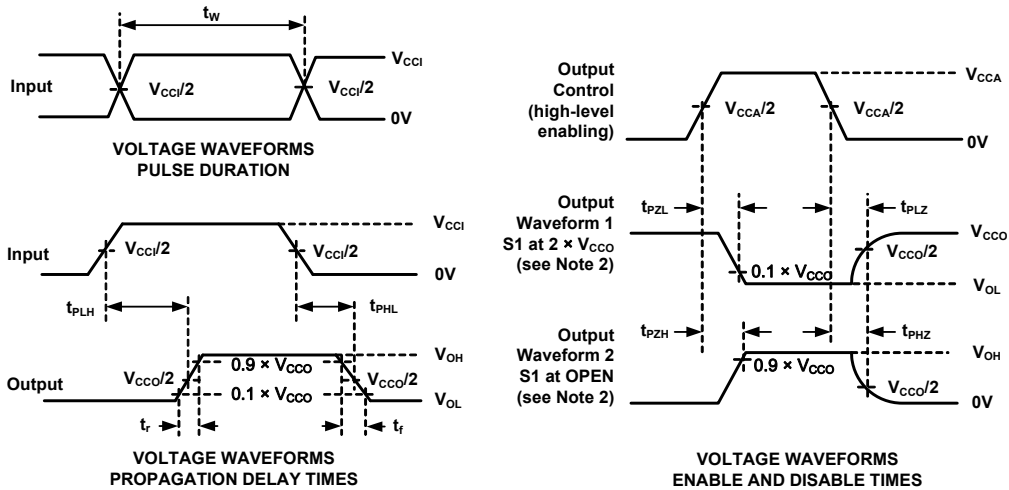 tW
VCCI
Input
VCCI/2
VCCI/2
0V
VOLTAGE WAVEFORMS
PULSE DURATION
VCCI
Input
VCCI/2
VCCI/2
0V
tPLH
tPHL
VOH
0.9 × VCCO
VCCO/2
VCCO/2
Output
0.1 × VCCO
VOL
tr
tf
VOLTAGE WAVEFORMS
PROPAGATION DELAY TIMES
Output
Control
(high-level
enabling)
VCCA
VCCA/2
VCCA/2
0V
Output
Waveform 1
S1 at 2 × VCCO
(see Note 2)
tPZL
tPLZ
VCCO
VCCO/2
0.1 × VCCO
VOL
Output
Waveform 2
S1 at OPEN
(see Note 2)
tPZH
tPHZ
VOH
0.9 × VCCO
VCCO/2
0V
VOLTAGE WAVEFORMS
ENABLE AND DISABLE TIMES